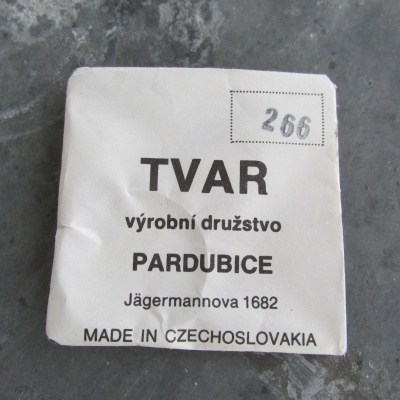 266
TVAR
výrobní družstvo
PARDUBICE
Jägermannova 1682
MADE IN CZECHOSLOVAKIA